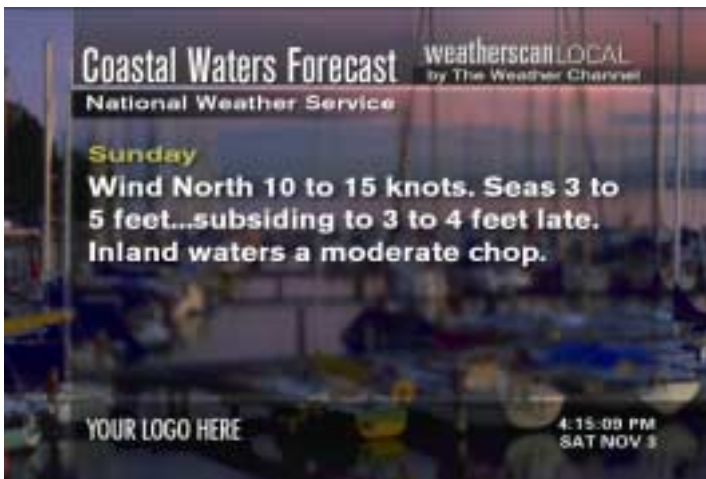 Coastal Waters Forecast
weatherscanLOCAL
by The Weather Channel
National Weather Service
Sunday
Wind North 10 to 15 knots. Seas 3 to
5 feet...subsiding to 3 to 4 feet late.
Inland waters a moderate chop.
YOUR LOGO HERE
4:15:09 PM
SAT NOV 3